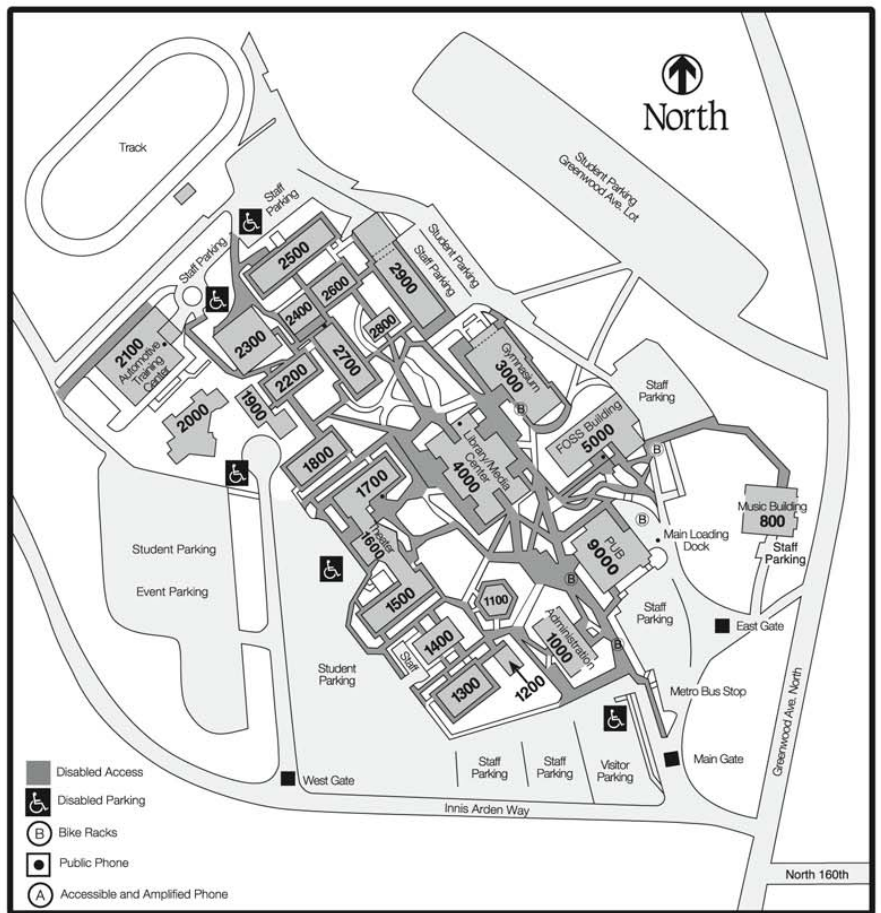 North
Track
Student Parking
Greenwood Ave. Lot
Staff
Parking
Student Parking
Staff Parking
Staff Parking
2500
2600
2900
2400
2800
2300
2700
2100
Automotive
Training
Center
2200
1900
2000
Gymnasium
3000
Staff
Parking
FOSS Building
5000
B
B
1800
Library/Media
Center
4000
1700
Theater
1600
Music Building
800
Staff
Parking
B
Main Loading
Dock
PUB
9000
Student Parking
Event Parking
B
1500
1100
Staff
Parking
East Gate
1400
Administration
1000
B
Staff
Student
Parking
1300
1200
Metro Bus Stop
Greenwood Ave. North
Staff
Parking
Staff
Parking
Visitor
Parking
Main Gate
West Gate
Innis Arden Way
North 160th
Disabled Access
Disabled Parking
B Bike Racks
Public Phone
A Accessible and Amplified Phone